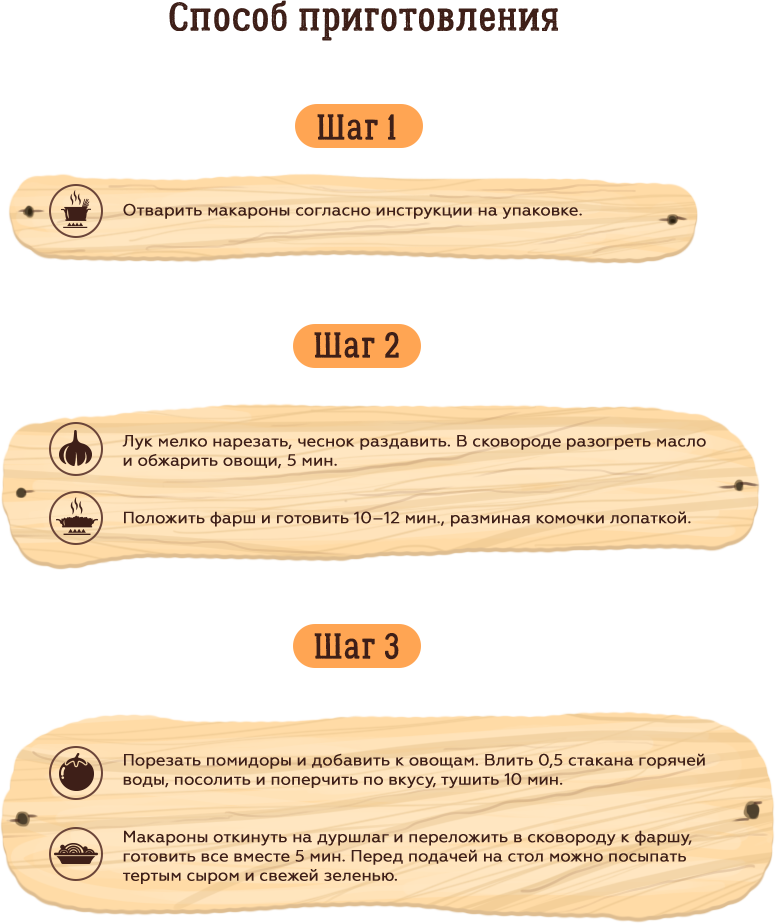 Способ приготовления
Шаг 1
Отварить макароны согласно инструкции на упаковке.
Шаг 2
Лук мелко нарезать, чеснок раздавить. В сковороде разогреть масло
и обжарить овощи, 5 мин.
Положить фарш и готовить 10–12 мин., разминая комочки лопаткой.
Шаг 3
Порезать помидоры и добавить к овощам. Влить 0,5 стакана горячей
воды, посолить и поперчить по вкусу, тушить 10 мин.
Макароны откинуть на дуршлаг и переложить в сковороду к фаршу,
готовить все вместе 5 мин. Перед подачей на стол можно посыпать
тертым сыром и свежей зеленью.